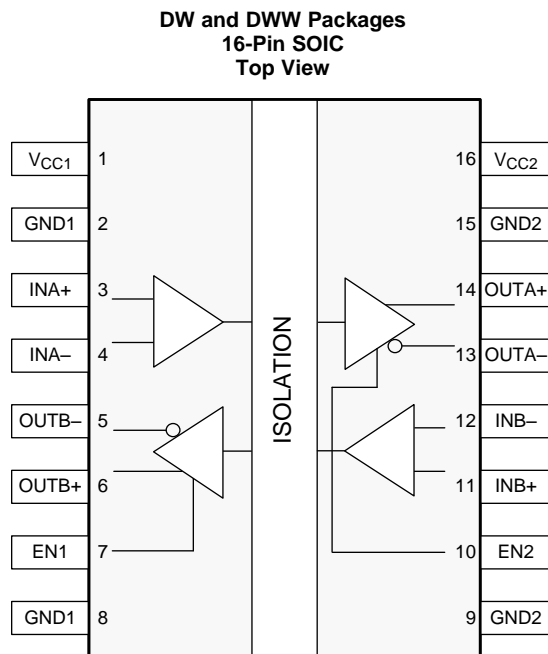 DW and DWW Packages
16-Pin SOIC
Top View
VCC1 1
16 VCC2
GND1 2
15 GND2
INA+ 3
14 OUTA+
INA– 4
13 OUTA–
ISOLATION
OUTB– 5
12 INB–
OUTB+ 6
11 INB+
EN1 7
10 EN2
GND1 8
9 GND2